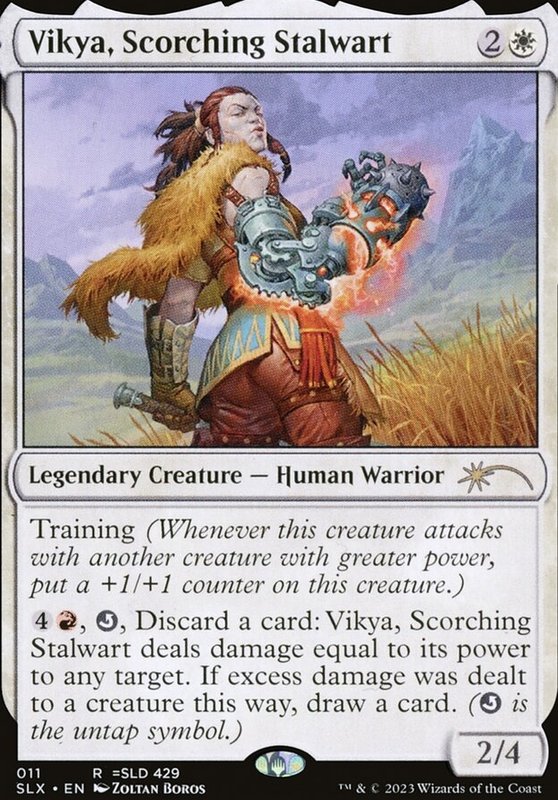 Vikya, Scorching Stalwart 2
Legendary Creature — Human Warrior
Training (Whenever this creature attacks
with another creature with greater power,
put a +1/+1 counter on this creature.)
4, , Discard a card: Vikya, Scorching
Stalwart deals damage equal to its power
to any target. If excess damage was dealt
to a creature this way, draw a card. ( is
the untap symbol.)
2/4
011 R =SLD 429
SLX • EN Zoltan Boros
™ & © 2023 Wizards of the Coast